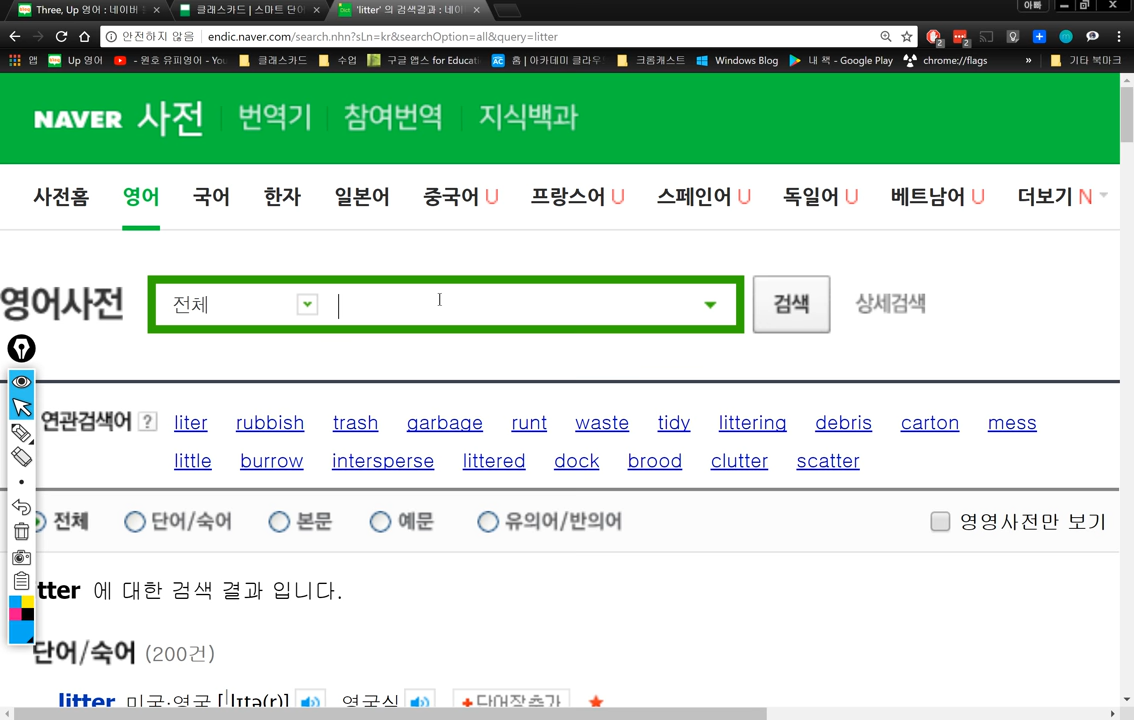 Three, Up 영어 : 네이버
클래스카드 | 스마트 단어
'litter' 의 검색결과 : 네이
아빠
안전하지 않음 endic.naver.com/search.nhn?sLn=kr&searchOption=all&query=litter
2 2
앱 Up 영어 - 원호 유피영어 - You 클래스카드 수업 구글 앱스 for Educati 홈 | 아카데미 클라우 크롬캐스트 Windows Blog 내 책 - Google Play chrome://flags » 기타 북마크
NAVER 사전 번역기 참여번역 지식백과
사전홈 영어 국어 한자 일본어 중국어 U 프랑스어 U 스페인어 U 독일어 U 베트남어 U 더보기 N
영어사전 전체 검색 상세검색
연관검색어 ? liter rubbish trash garbage runt waste tidy littering debris carton mess
little burrow intersperse littered dock brood clutter scatter
전체 단어/숙어 본문 예문 유의어/반의어 영영사전만 보기
tter 에 대한 검색 결과 입니다.
단어/숙어 (200건)
litter 미국·영국 [|lɪtə(r)] 영국식 +단어장추가